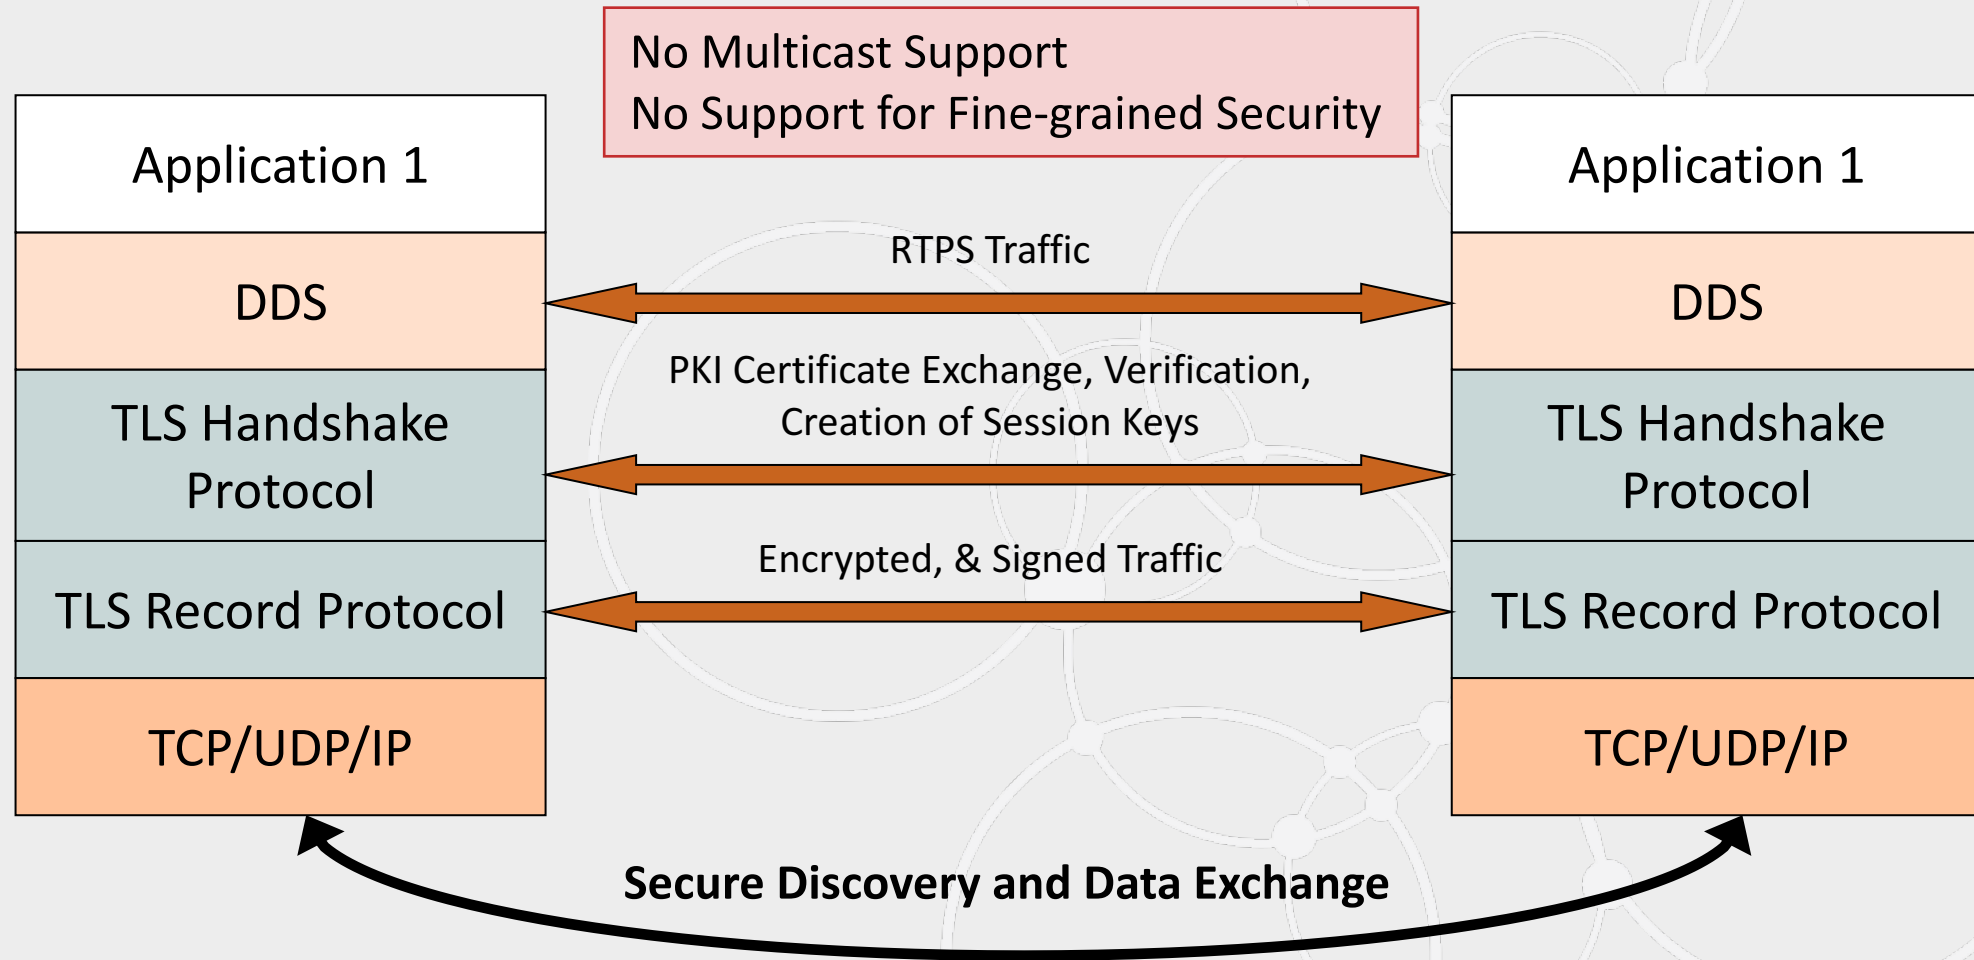 No Multicast Support
No Support for Fine-grained Security
Application 1
DDS
TLS Handshake
Protocol
TLS Record Protocol
TCP/UDP/IP
RTPS Traffic
PKI Certificate Exchange, Verification,
Creation of Session Keys
Encrypted, & Signed Traffic
Application 1
DDS
TLS Handshake
Protocol
TLS Record Protocol
TCP/UDP/IP
Secure Discovery and Data Exchange